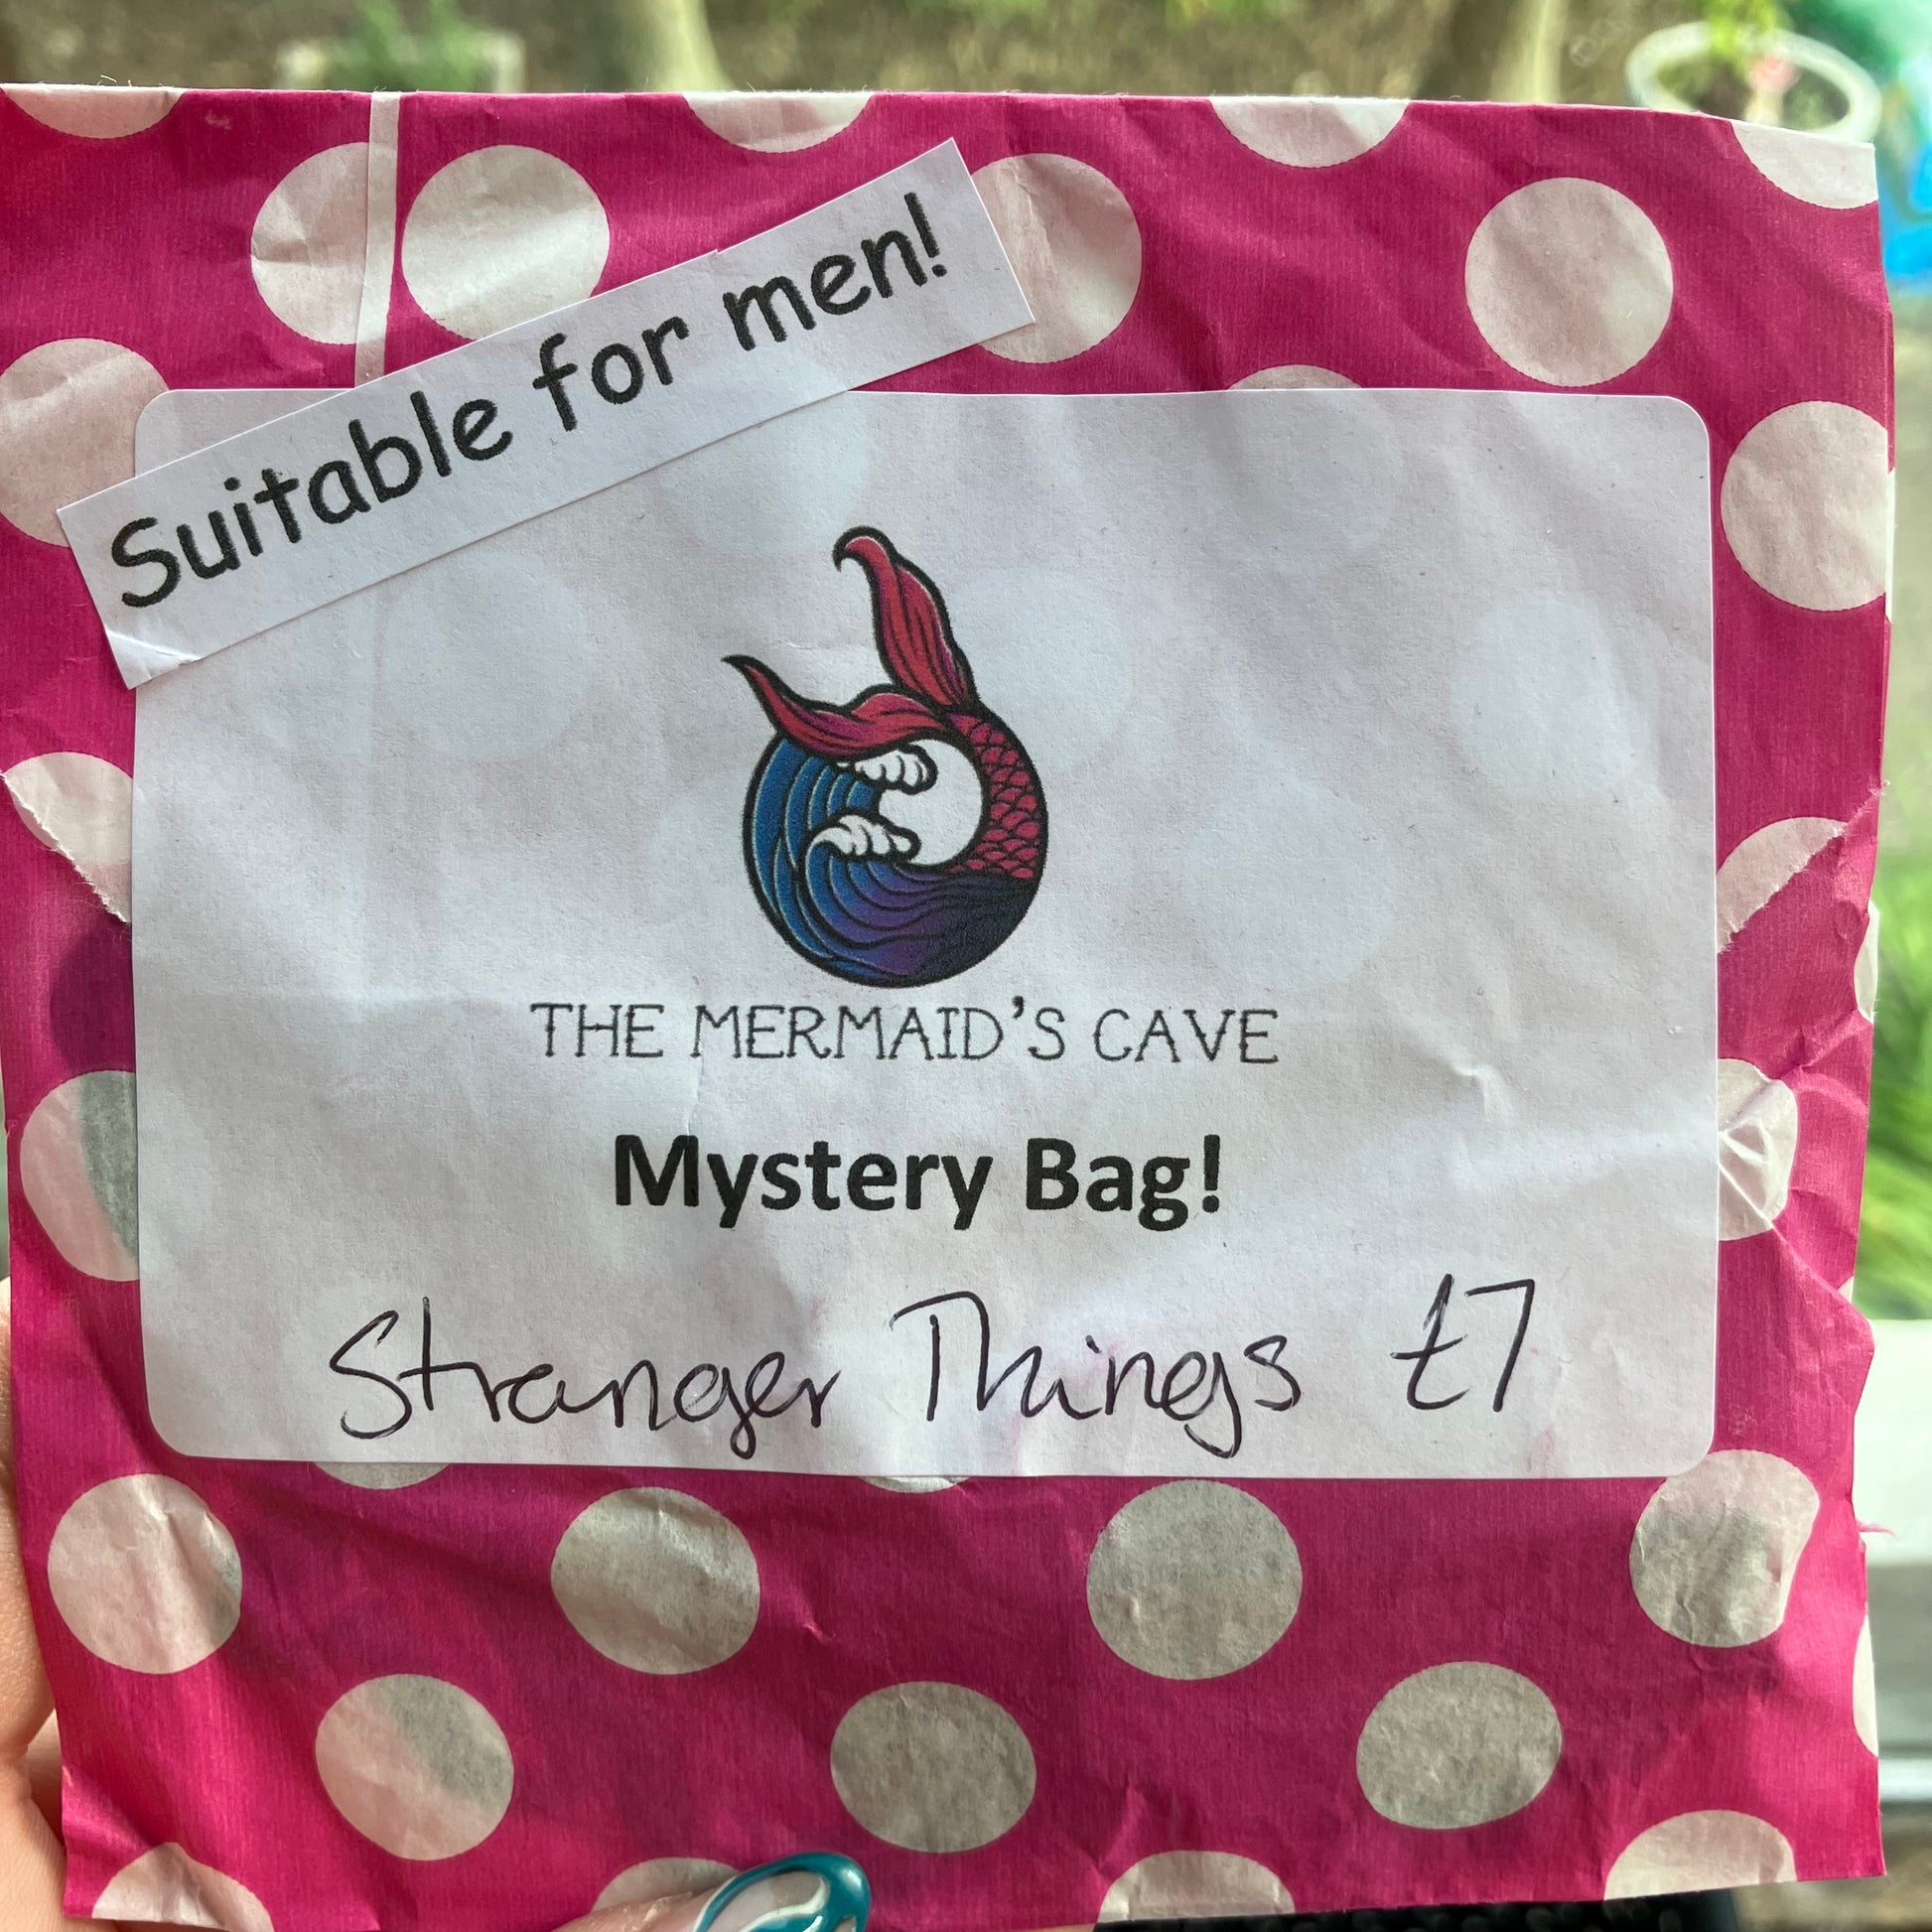 Suitable for men!
THE MERMAID'S CAVE
Mystery Bag!
Stranger Things £7